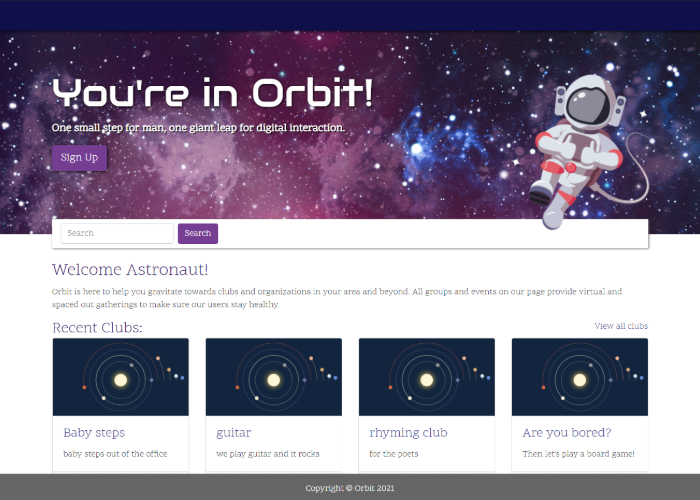 You're in Orbit!
One small step for man, one giant leap for digital interaction.
Sign Up
Search
Search
Welcome Astronaut!
Orbit is here to help you gravitate towards clubs and organizations in your area and beyond. All groups and events on our page provide virtual and
spaced out gatherings to make sure our users stay healthy.
Recent Clubs:
View all clubs
Baby steps
baby steps out of the office
guitar
we play guitar and it rocks
rhyming club
for the poets
Are you bored?
Then let's play a board game!
Copyright © Orbit 2021